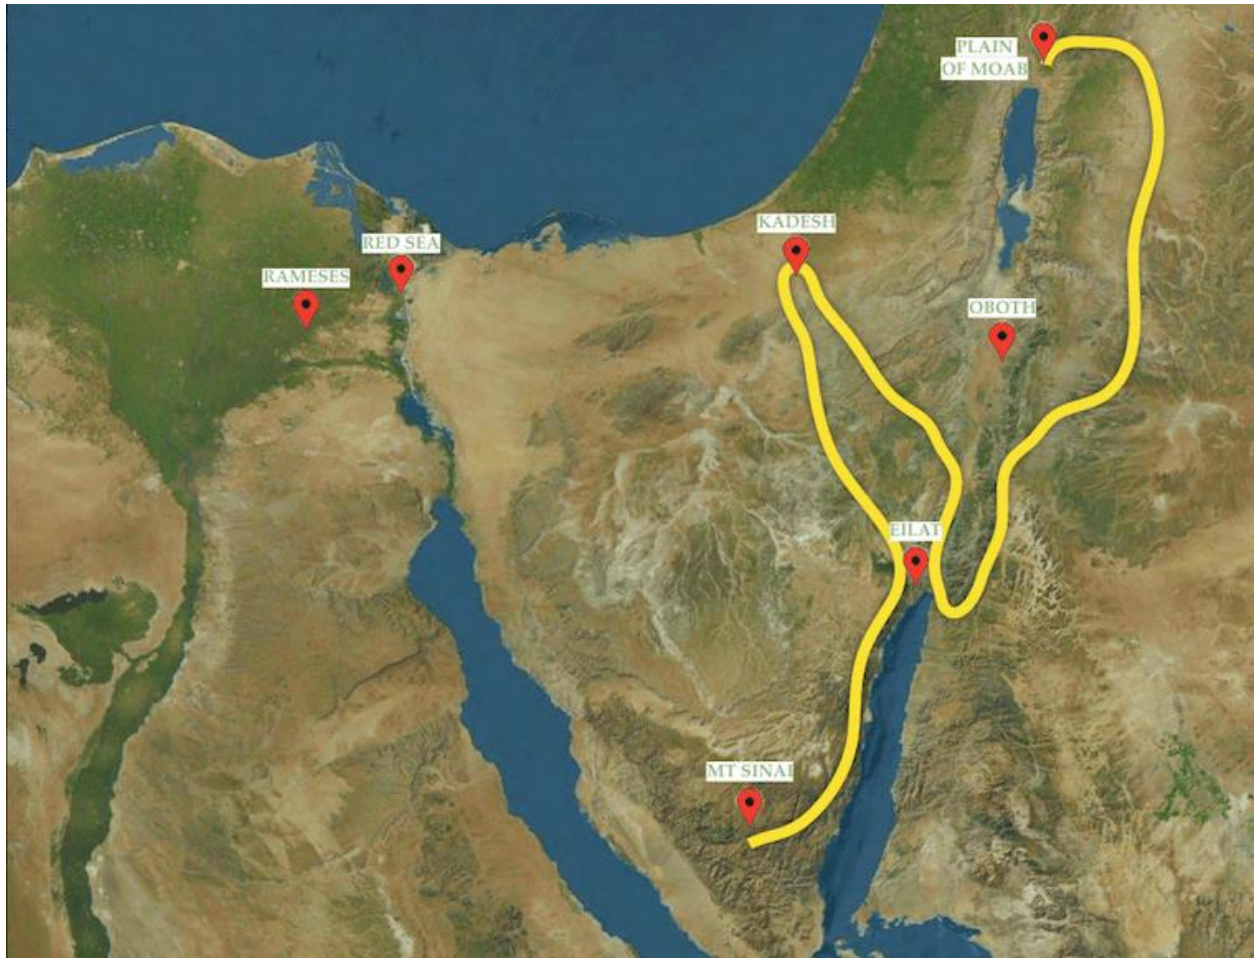 PLAIN
OF MOAB
KADESH
RED SEA
RAMESES
OBOTH
EILAT
MT SINAI